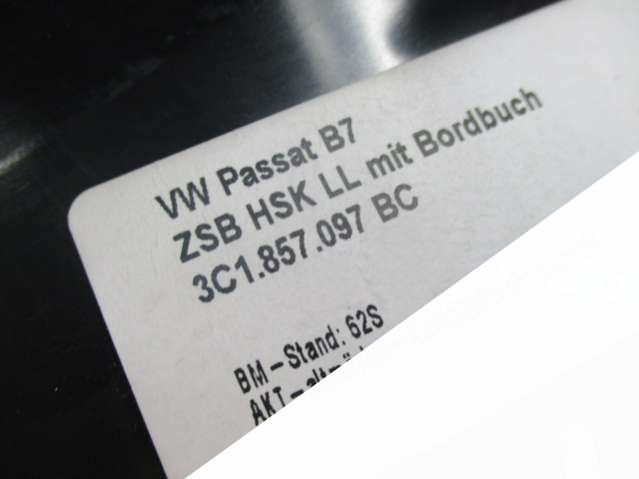 VW Passat B7
ZSB HSK LL mit Bordbuch
3C1.857.097 BC
BM-Stand: 62S